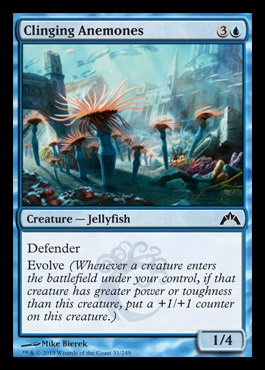 Clinging Anemones 3
Creature — Jellyfish
Defender
Evolve (Whenever a creature enters
the battlefield under your control, if that
creature has greater power or toughness
than this creature, put a +1/+1 counter
on this creature.)
1/4
Mike Bierek
™ & © 2013 Wizards of the Coast 31/249